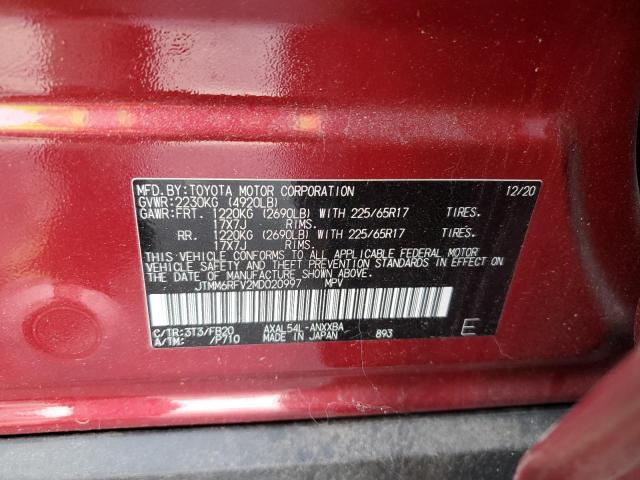 MFD.BY:TOYOTA MOTOR CORPORATION 12/20
GVWR:2230KG (4920LB)
GAWR:FRT. 1220KG (2690LB) WITH 225/65R17 TIRES.
17X7J RIMS.
RR. 1220KG (2690LB) WITH 225/65R17 TIRES.
17X7J RIMS.
THIS VEHICLE CONFORMS TO ALL APPLICABLE FEDERAL MOTOR
VEHICLE SAFETY AND THEFT PREVENTION STANDARDS IN EFFECT
ON THE DATE OF MANUFACTURE SHOWN ABOVE.
JTMM6RFV2MD020997 MPV
C/TR:3T3/FB20 AXAL54L-ANXXBA 893 E
A/TM: /P710 MADE IN JAPAN